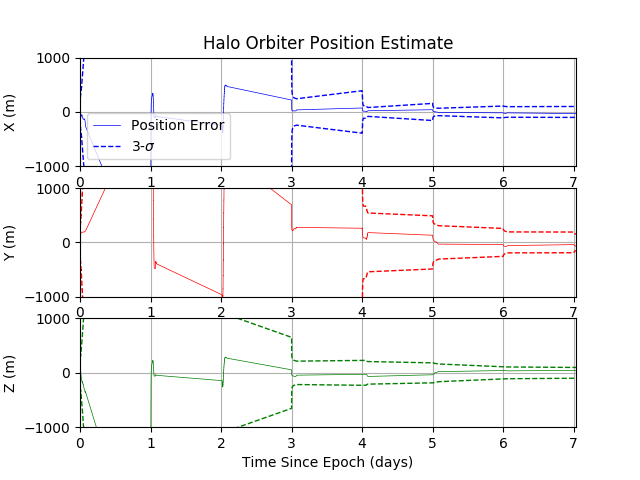 Halo Orbiter Position Estimate
1000
0
−1000
X (m)
Position Error
3-σ
0 1 2 3 4 5 6 7
1000
0
−1000
Y (m)
0 1 2 3 4 5 6 7
1000
0
−1000
Z (m)
0 1 2 3 4 5 6 7
Time Since Epoch (days)